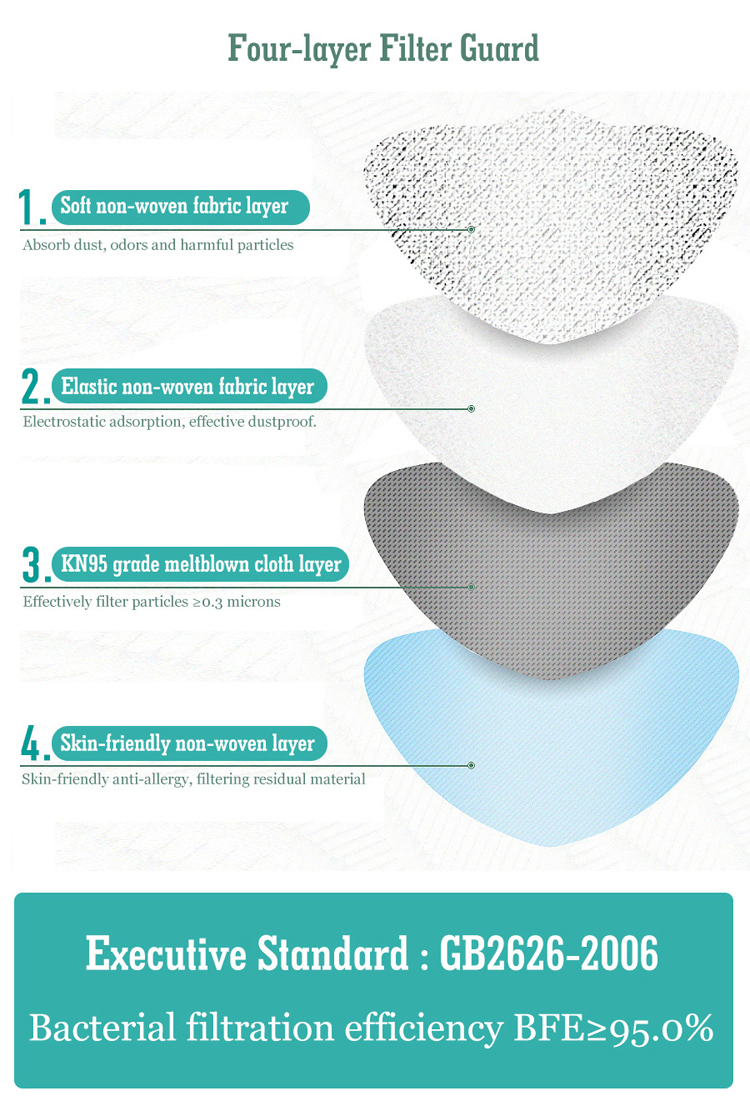 Four-layer Filter Guard
1. Soft non-woven fabric layer
Absorb dust, odors and harmful particles
2. Elastic non-woven fabric layer
Electrostatic adsorption, effective dustproof.
3. KN95 grade meltblown cloth layer
Effectively filter particles ≥0.3 microns
4. Skin-friendly non-woven layer
Skin-friendly anti-allergy, filtering residual material
Executive Standard : GB2626-2006
Bacterial filtration efficiency BFE≥95.0%